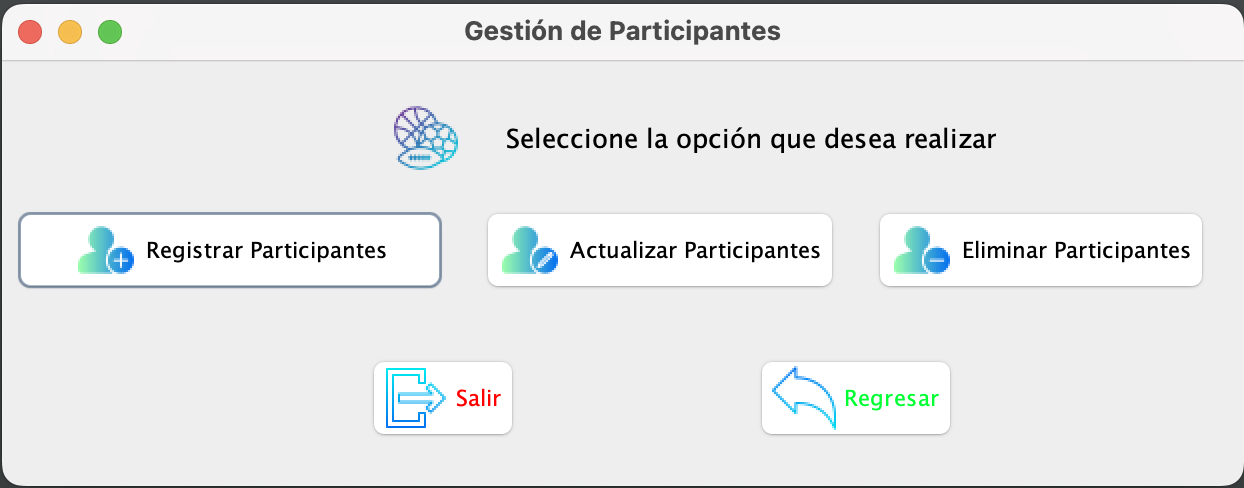 Gestión de Participantes
Seleccione la opción que desea realizar
Registrar Participantes
Actualizar Participantes
Eliminar Participantes
Salir
Regresar